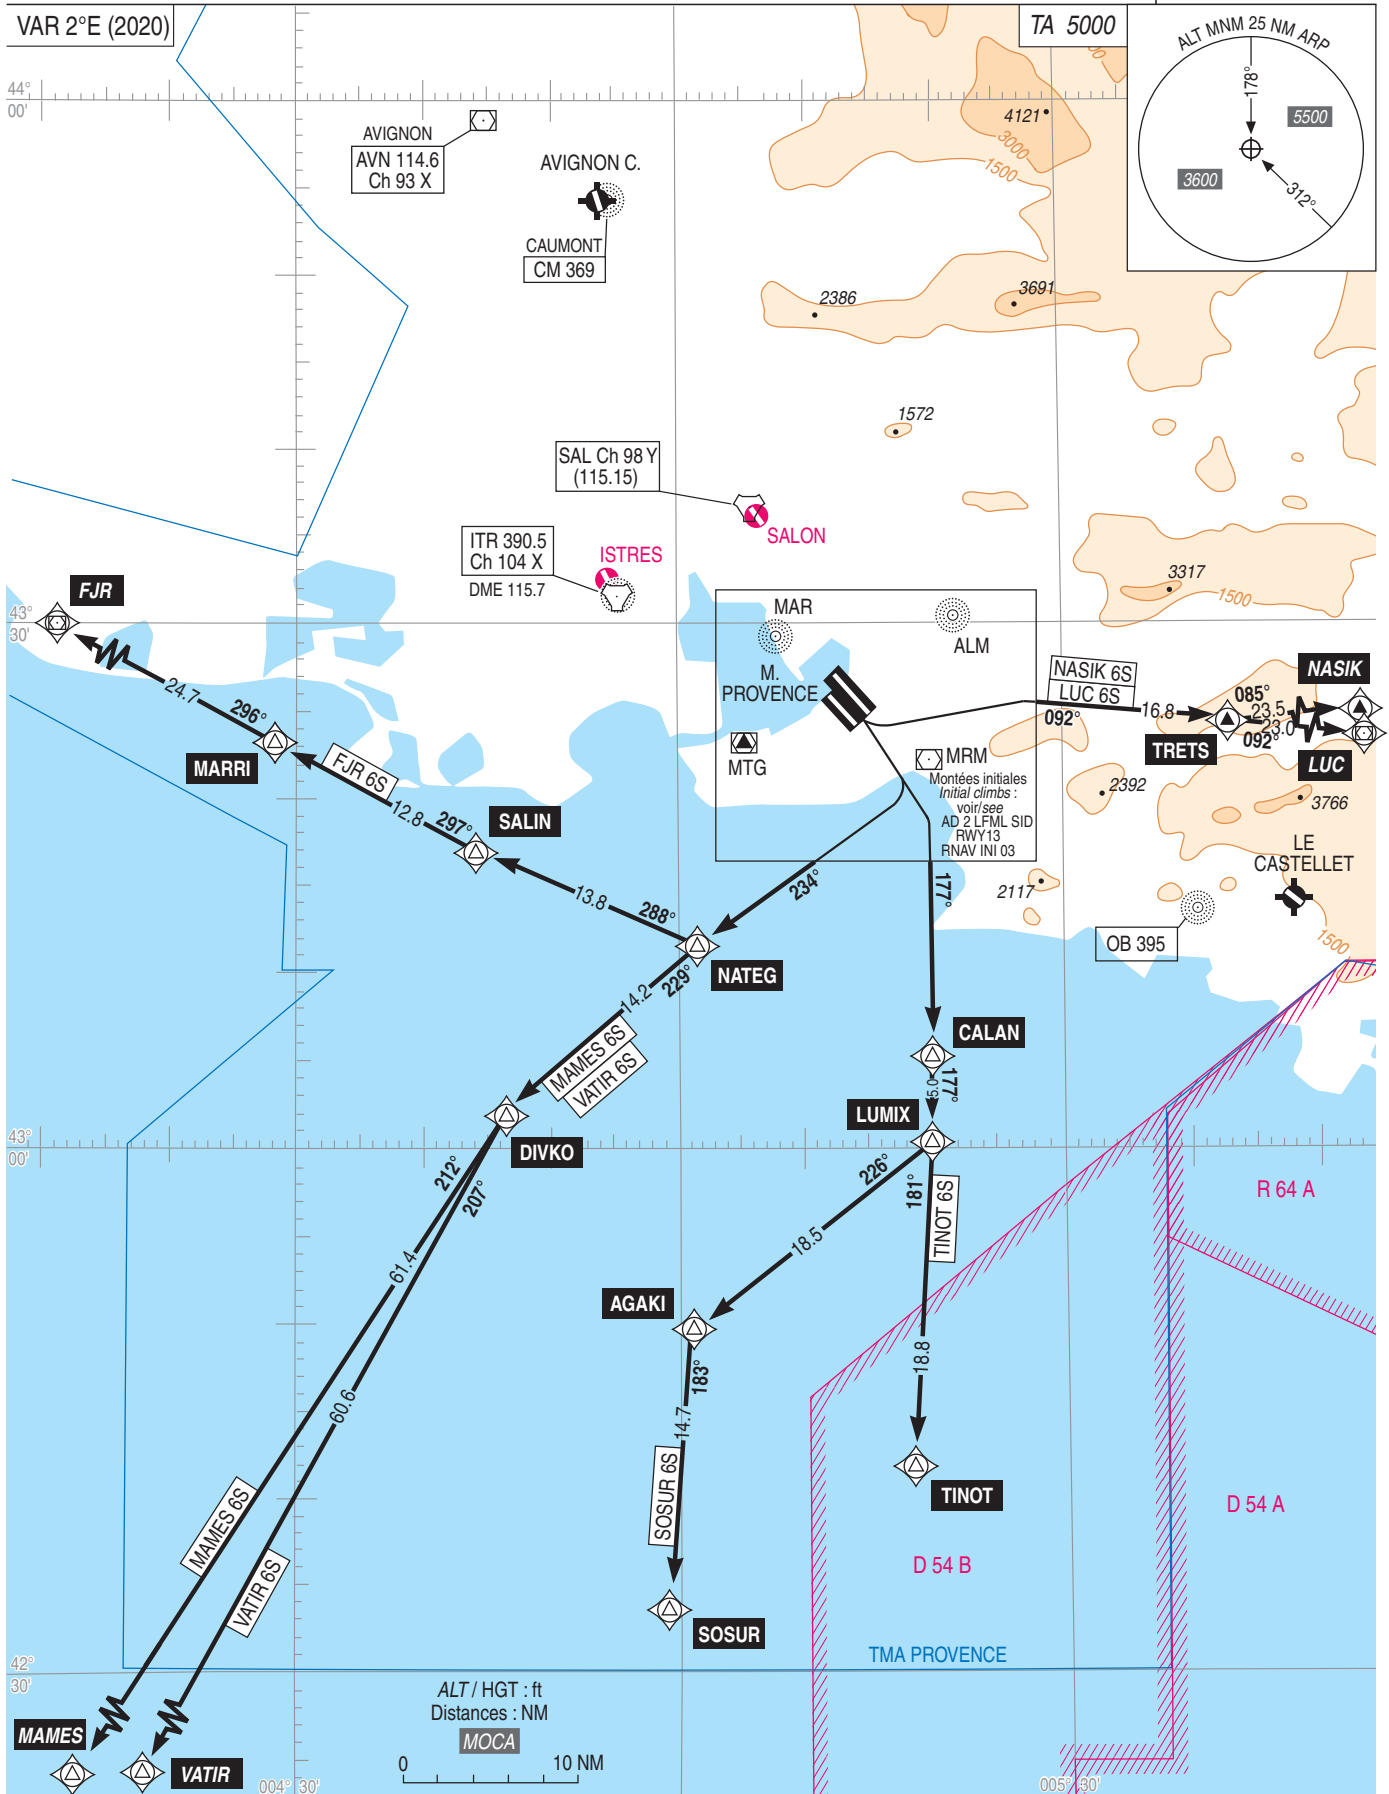 VAR 2°E (2020)
TA 5000
ALT MNM 25 NM ARP
178°
5500
3600
312°
44°
00'
AVIGNON
AVN 114.6
Ch 93 X
AVIGNON C.
CAUMONT
CM 369
4121
3000
1500
2386
3691
1572
SAL Ch 98 Y
(115.15)
SALON
ITR 390.5
Ch 104 X
DME 115.7
ISTRES
3317
1500
FJR
43°
30'
MAR
ALM
M.
PROVENCE
NASIK 6S
LUC 6S
NASIK
085°
23.5
16.8
092°
TRETS
23.0
092°
LUC
24.7
296°
MARRI
FJR 6S
MTG
MRM
Montées initiales
Initial climbs :
voir/see
AD 2 LFML SID
RWY13
RNAV INI 03
2392
3766
12.8
297°
SALIN
LE
CASTELLET
234°
177°
2117
13.8
288°
OB 395
1500
NATEG
229°
14.2
MAMES 6S
VATIR 6S
CALAN
5.0
177°
LUMIX
43°
00'
DIVKO
212°
207°
226°
181°
TINOT 6S
R 64 A
61.4
18.5
AGAKI
18.8
183°
60.6
14.7
SOSUR 6S
TINOT
MAMES 6S
D 54 A
D 54 B
VATIR 6S
SOSUR
TMA PROVENCE
42°
30'
ALT / HGT : ft
Distances : NM
MOCA
MAMES
VATIR
0
10 NM
004° 30'
005° 30'